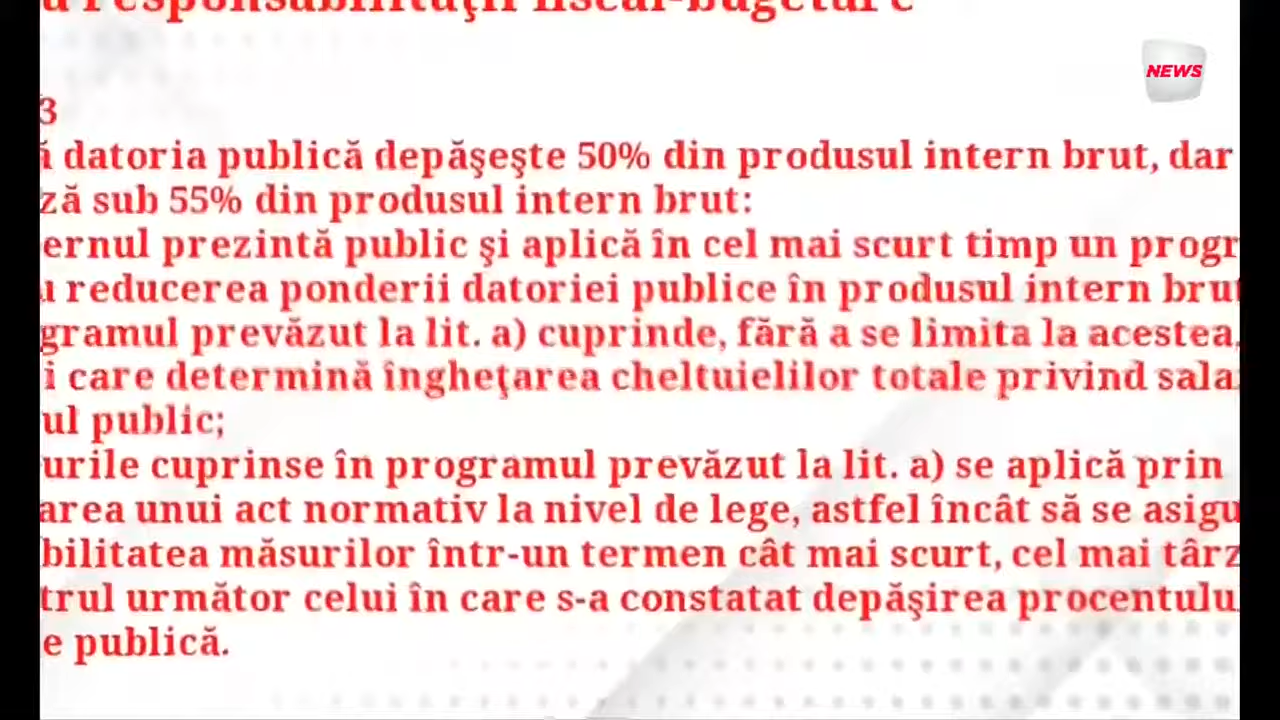 responsabilităţii fiscal-bugetare
NEWS
3
datoria publică depăşeşte 50% din produsul intern brut, dar
ză sub 55% din produsul intern brut:
ernul prezintă public şi aplică în cel mai scurt timp un progr
reducerea ponderii datoriei publice în produsul intern brut
gramul prevăzut la lit. a) cuprinde, fără a se limita la acestea,
i care determină îngheţarea cheltuielilor totale privind sala
ul public;
urile cuprinse în programul prevăzut la lit. a) se aplică prin
area unui act normativ la nivel de lege, astfel încât să se asigu
bilitatea măsurilor într-un termen cât mai scurt, cel mai târz
trul următor celui în care s-a constatat depăşirea procentulu
e publică.